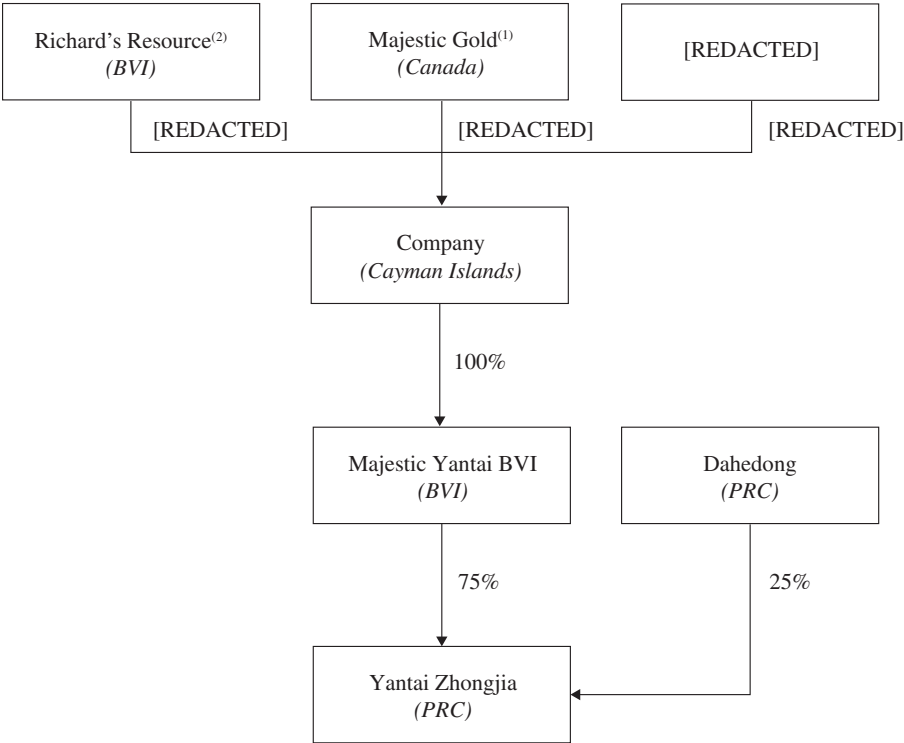 Richard's Resource(2)
(BVI)
Majestic Gold(1)
(Canada)
[REDACTED]
[REDACTED]
[REDACTED]
[REDACTED]
Company
(Cayman Islands)
100%
Majestic Yantai BVI
(BVI)
Dahedong
(PRC)
75%
25%
Yantai Zhongjia
(PRC)